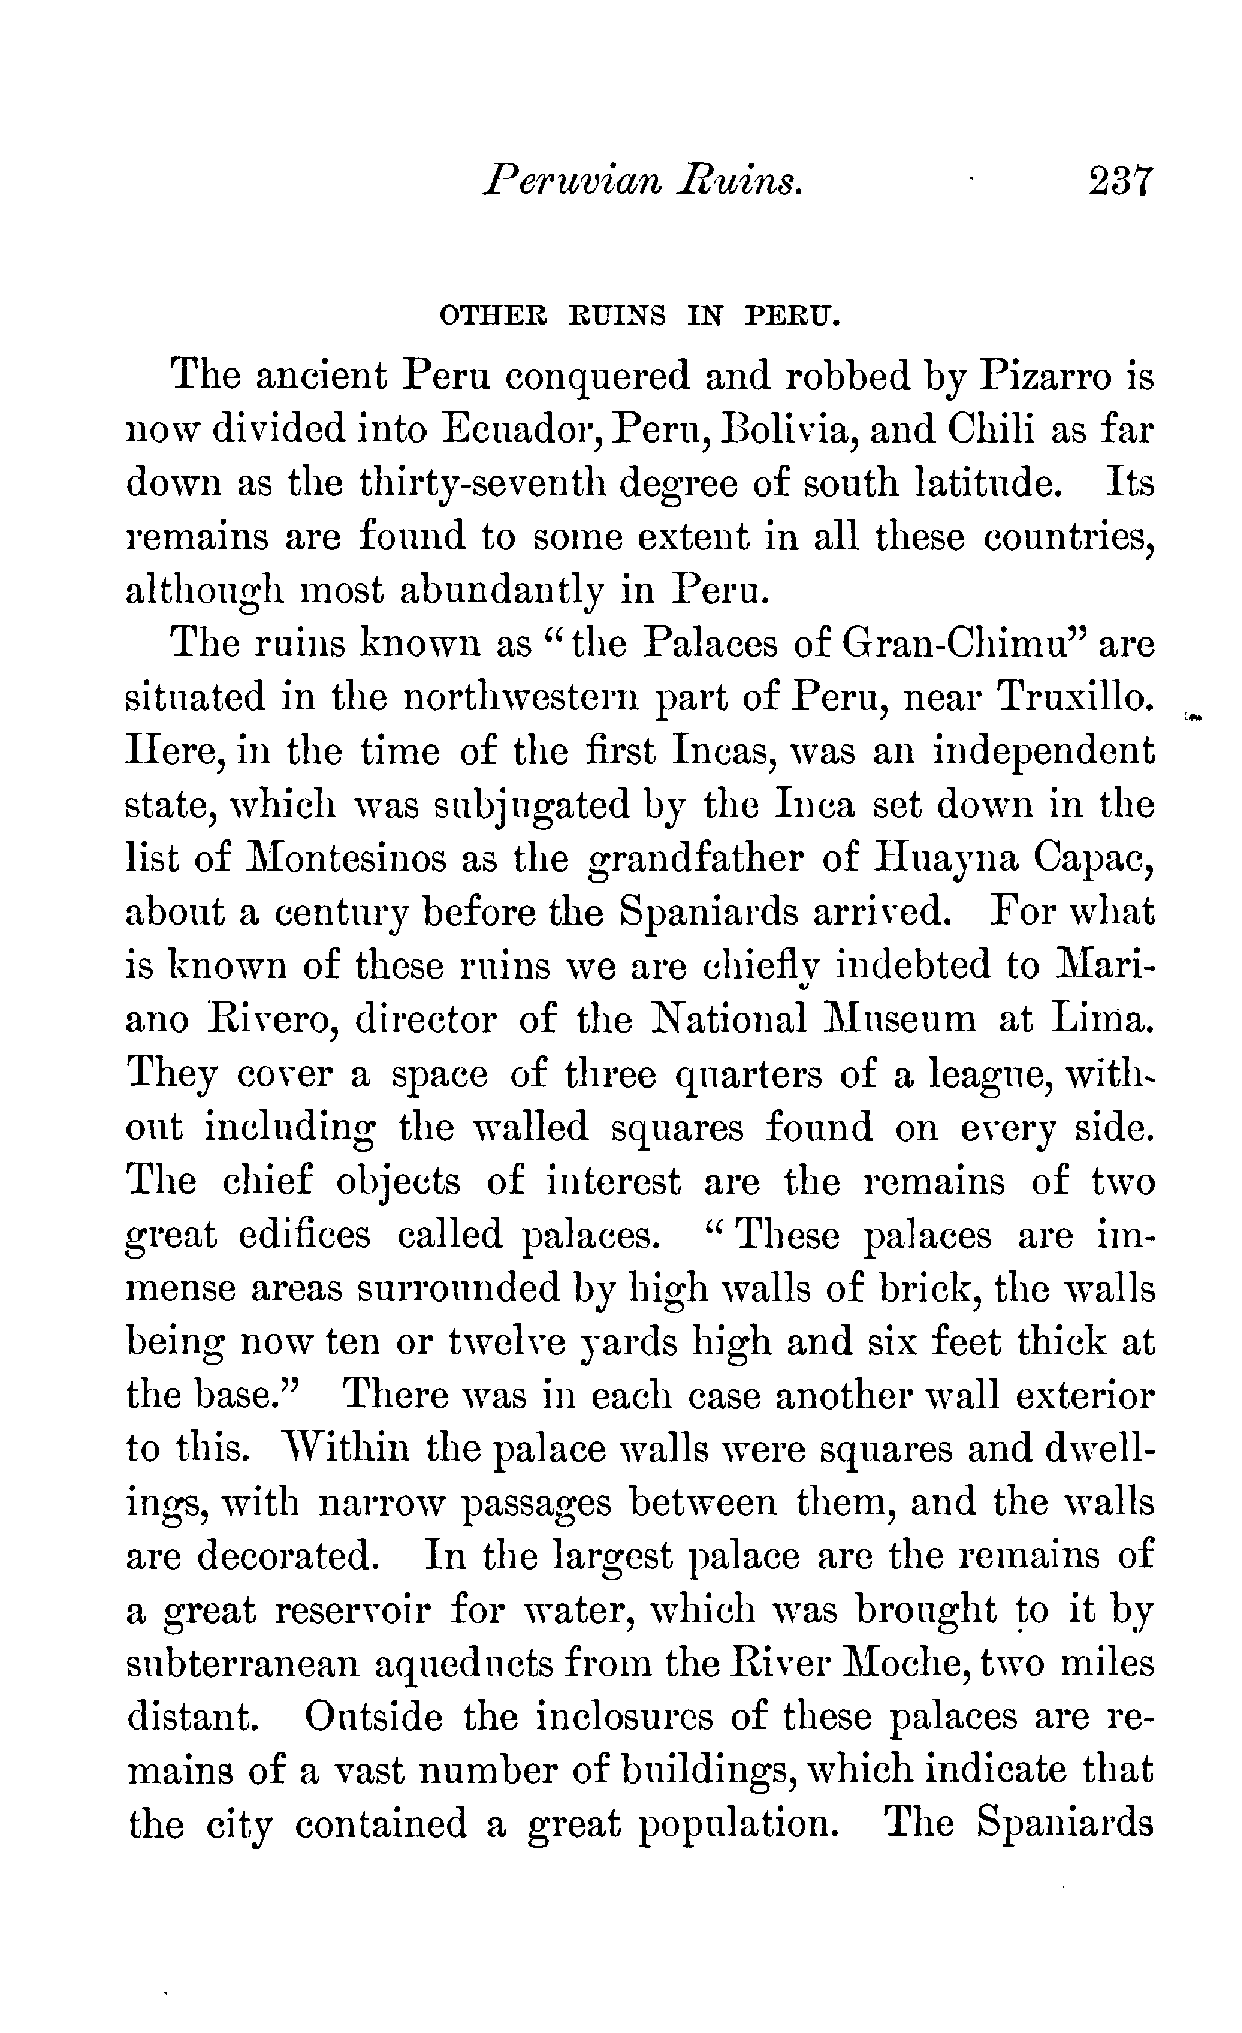 Peruvian Ruins. 237
OTHER RUINS IN PERU.
The ancient Peru conquered and robbed by Pizarro is
now divided into Ecuador, Peru, Bolivia, and Chili as far
down as the thirty-seventh degree of south latitude. Its
remains are found to some extent in all these countries,
although most abundantly in Peru.
The ruins known as “the Palaces of Gran-Chimu” are
situated in the northwestern part of Peru, near Truxillo.
Here, in the time of the first Incas, was an independent
state, which was subjugated by the Inca set down in the
list of Montesinos as the grandfather of Huayna Capac,
about a century before the Spaniards arrived. For what
is known of these ruins we are chiefly indebted to Mari-
ano Rivero, director of the National Museum at Lima.
They cover a space of three quarters of a league, with-
out including the walled squares found on every side.
The chief objects of interest are the remains of two
great edifices called palaces. “These palaces are im-
mense areas surrounded by high walls of brick, the walls
being now ten or twelve yards high and six feet thick at
the base.” There was in each case another wall exterior
to this. Within the palace walls were squares and dwell-
ings, with narrow passages between them, and the walls
are decorated. In the largest palace are the remains of
a great reservoir for water, which was brought to it by
subterranean aqueducts from the River Moche, two miles
distant. Outside the inclosures of these palaces are re-
mains of a vast number of buildings, which indicate that
the city contained a great population. The Spaniards